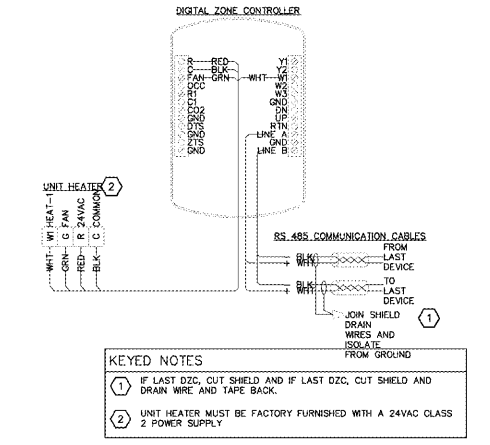 DIGITAL ZONE CONTROLLER
R RED
C BLK
FAN GRN
OCC
R1
C1
CO2
GND
DTS
GND
ZTS
GND
Y1
Y2
WHT W1
W2
W3
GND
DN
UP
RTN
LINE A
GND
LINE B
UNIT HEATER 2
W1 HEAT-1
G FAN
R 24VAC
C COMMON
WHT
GRN
RED
BLK
RS 485 COMMUNICATION CABLES
BLK
WHT
FROM
LAST
DEVICE
BLK
WHT
TO
LAST
DEVICE
JOIN SHIELD
DRAIN
WIRES AND
ISOLATE
FROM GROUND
1
KEYED NOTES
1 IF LAST DZC, CUT SHIELD AND IF LAST DZC, CUT SHIELD AND
DRAIN WIRE AND TAPE BACK.
2 UNIT HEATER MUST BE FACTORY FURNISHED WITH A 24VAC CLASS
2 POWER SUPPLY